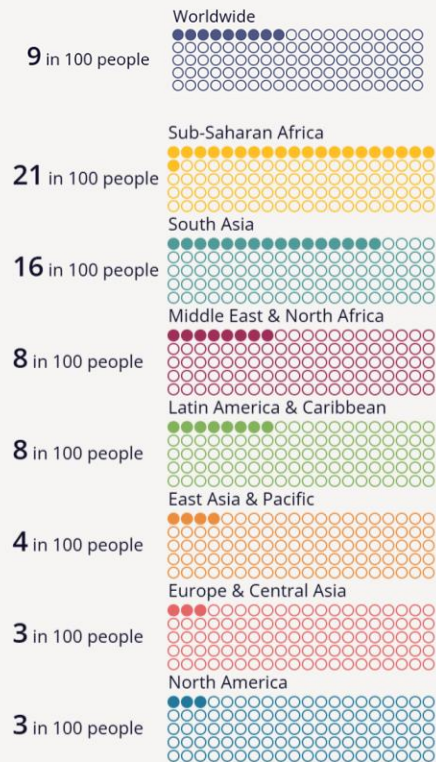 Worldwide
9 in 100 people
Sub-Saharan Africa
21 in 100 people
South Asia
16 in 100 people
Middle East & North Africa
8 in 100 people
Latin America & Caribbean
8 in 100 people
East Asia & Pacific
4 in 100 people
Europe & Central Asia
3 in 100 people
North America
3 in 100 people